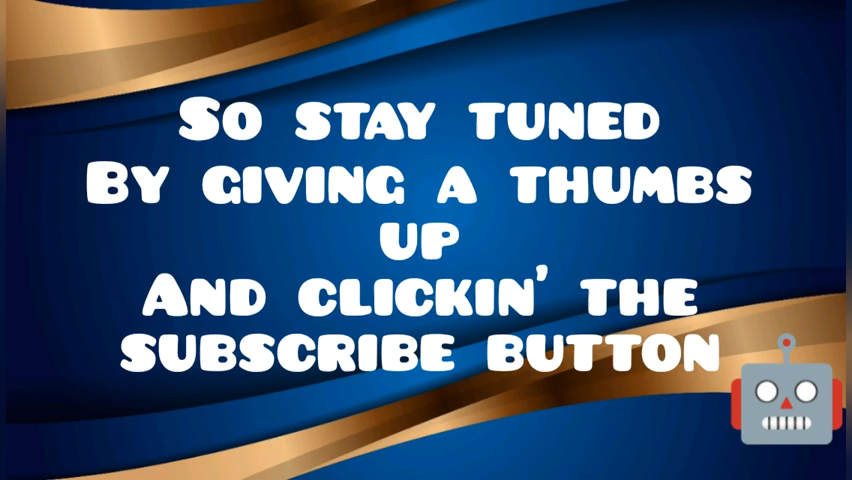 So stay tuned
By giving a thumbs
up
And clickin' the
subscribe button